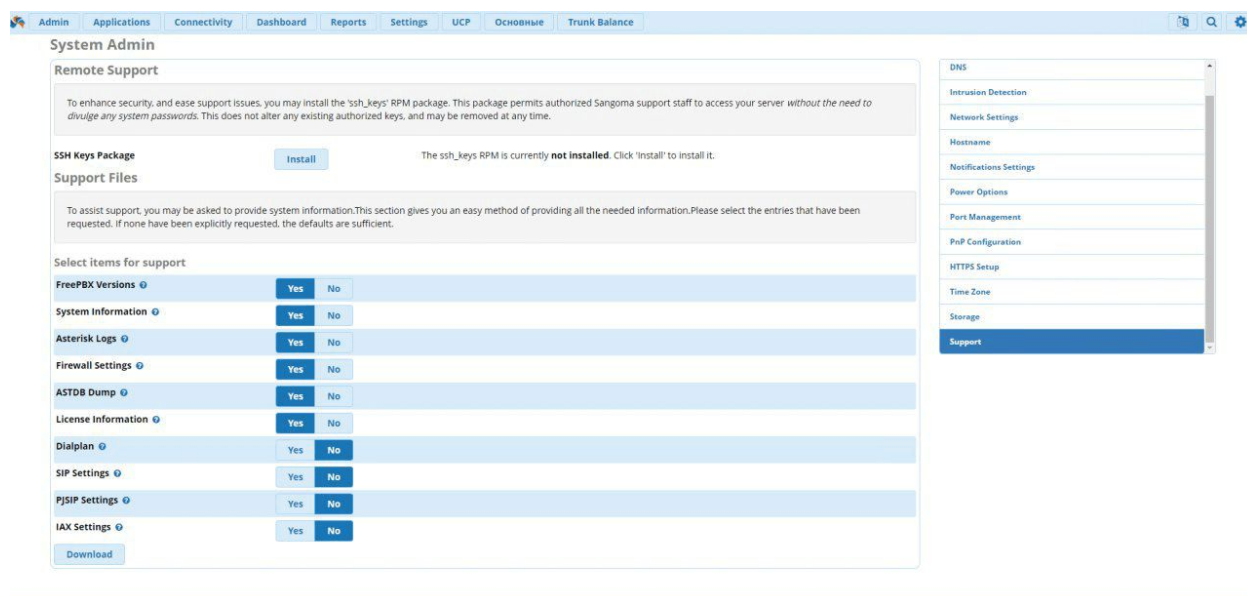 Admin Applications Connectivity Dashboard Reports Settings UCP Основные Trunk Balance
System Admin
Remote Support
To enhance security, and ease support issues, you may install the 'ssh_keys' RPM package. This package permits authorized Sangoma support staff to access your server without the need to
divulge any system passwords. This does not alter any existing authorized keys, and may be removed at any time.
SSH Keys Package Install The ssh_keys RPM is currently not installed. Click 'Install' to install it.
Support Files
To assist support, you may be asked to provide system information.This section gives you an easy method of providing all the needed information.Please select the entries that have been
requested. If none have been explicitly requested, the defaults are sufficient.
Select items for support
FreePBX Versions Yes No
System Information Yes No
Asterisk Logs Yes No
Firewall Settings Yes No
ASTDB Dump Yes No
License Information Yes No
Dialplan Yes No
SIP Settings Yes No
PJSIP Settings Yes No
IAX Settings Yes No
Download
DNS
Intrusion Detection
Network Settings
Hostname
Notifications Settings
Power Options
Port Management
PnP Configuration
HTTPS Setup
Time Zone
Storage
Support